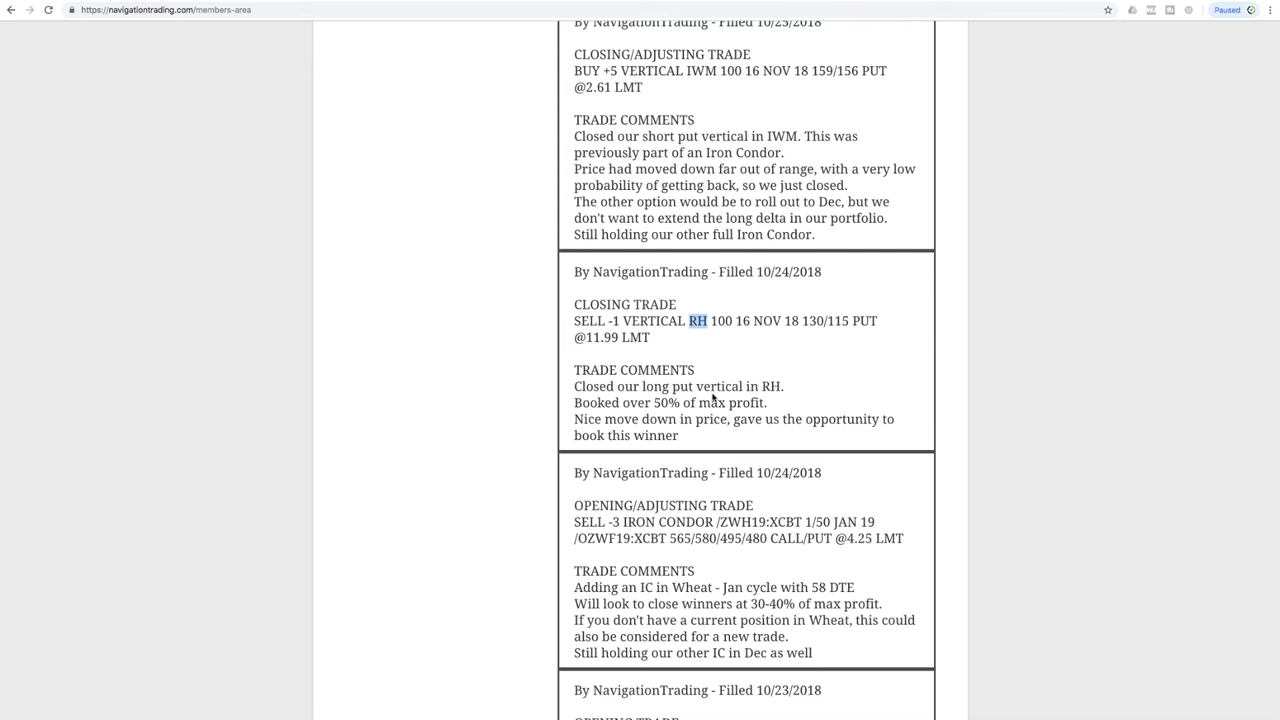 https://navigationtrading.com/members-area
Paused
By NavigationTrading - Filled 10/25/2018
CLOSING/ADJUSTING TRADE
BUY +5 VERTICAL IWM 100 16 NOV 18 159/156 PUT
@2.61 LMT
TRADE COMMENTS
Closed our short put vertical in IWM. This was
previously part of an Iron Condor.
Price had moved down far out of range, with a very low
probability of getting back, so we just closed.
The other option would be to roll out to Dec, but we
don't want to extend the long delta in our portfolio.
Still holding our other full Iron Condor.
By NavigationTrading - Filled 10/24/2018
CLOSING TRADE
SELL -1 VERTICAL RH 100 16 NOV 18 130/115 PUT
@11.99 LMT
TRADE COMMENTS
Closed our long put vertical in RH.
Booked over 50% of max profit.
Nice move down in price, gave us the opportunity to
book this winner
By NavigationTrading - Filled 10/24/2018
OPENING/ADJUSTING TRADE
SELL -3 IRON CONDOR /ZWH19:XCBT 1/50 JAN 19
/OZWF19:XCBT 565/580/495/480 CALL/PUT @4.25 LMT
TRADE COMMENTS
Adding an IC in Wheat - Jan cycle with 58 DTE
Will look to close winners at 30-40% of max profit.
If you don't have a current position in Wheat, this could
also be considered for a new trade.
Still holding our other IC in Dec as well
By NavigationTrading - Filled 10/23/2018
OPENING TRADE